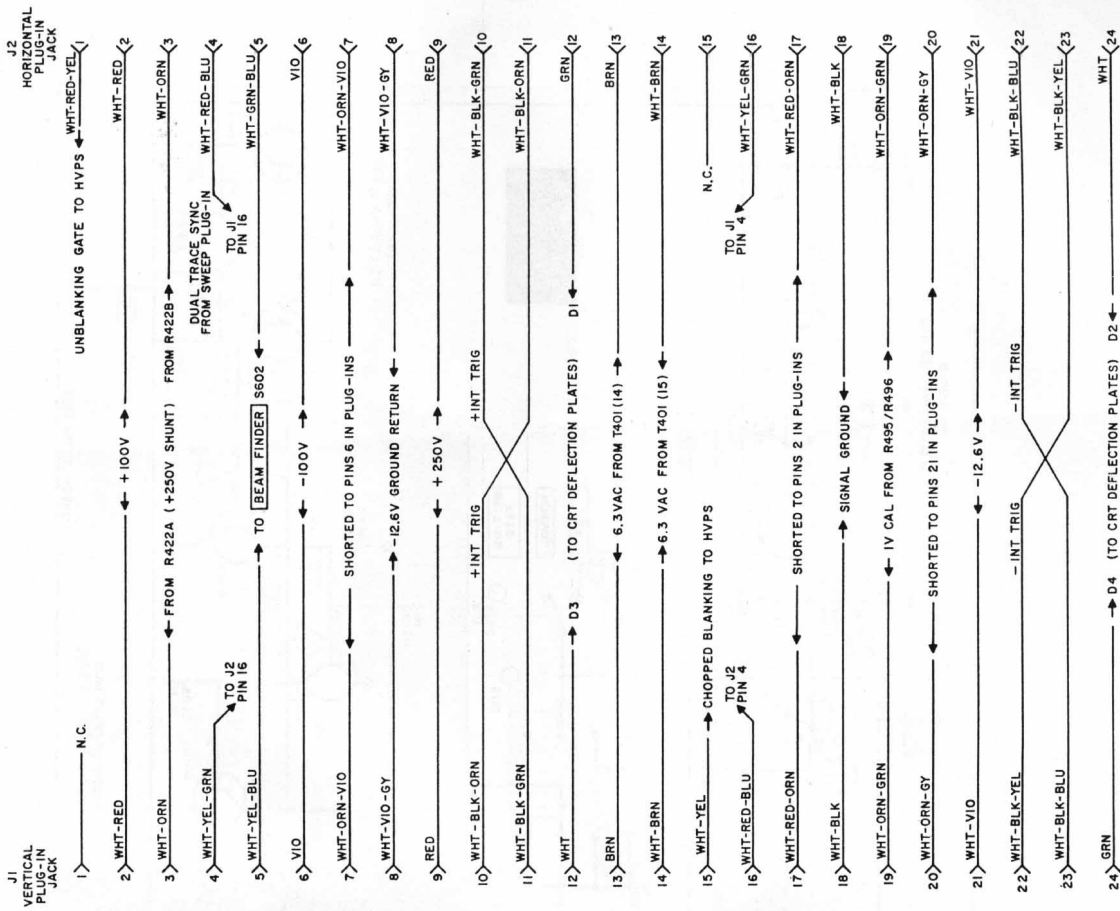 J1
VERTICAL
PLUG-IN
JACK
J2
HORIZONTAL
PLUG-IN
JACK
1 N.C. UNBLANKING GATE TO HVPS WHT-RED-YEL 1
2 WHT-RED +100V WHT-RED 2
3 WHT-ORN FROM R422A (+250V SHUNT) FROM R422B WHT-ORN 3
DUAL TRACE SYNC
FROM SWEEP PLUG-IN
4 WHT-YEL-GRN WHT-RED-BLU 4
TO J2
PIN 16
TO J1
PIN 16
5 WHT-YEL-BLU TO BEAM FINDER S602 WHT-GRN-BLU 5
6 VIO -100V VIO 6
7 WHT-ORN-VIO SHORTED TO PINS 6 IN PLUG-INS WHT-ORN-VIO 7
8 WHT-VIO-GY -12.6V GROUND RETURN WHT-VIO-GY 8
9 RED +250V RED 9
10 WHT-BLK-ORN +INT TRIG +INT TRIG WHT-BLK-GRN 10
11 WHT-BLK-GRN WHT-BLK-ORN 11
12 WHT D3 (TO CRT DEFLECTION PLATES) D1 GRN 12
13 BRN 6.3VAC FROM T401 (14) BRN 13
14 WHT-BRN 6.3 VAC FROM T401 (15) WHT-BRN 14
15 WHT-YEL CHOPPED BLANKING TO HVPS N.C. 15
TO J2
PIN 4
TO J1
PIN 4
16 WHT-RED-BLU WHT-YEL-GRN 16
17 WHT-RED-ORN SHORTED TO PINS 2 IN PLUG-INS WHT-RED-ORN 17
18 WHT-BLK SIGNAL GROUND WHT-BLK 18
19 WHT-ORN-GRN 1V CAL FROM R495/R496 WHT-ORN-GRN 19
20 WHT-ORN-GY SHORTED TO PINS 21 IN PLUG-INS WHT-ORN-GY 20
21 WHT-VIO -12.6V WHT-VIO 21
22 WHT-BLK-YEL -INT TRIG -INT TRIG WHT-BLK-BLU 22
23 WHT-BLK-BLU WHT-BLK-YEL 23
24 GRN D4 (TO CRT DEFLECTION PLATES) D2 WHT 24